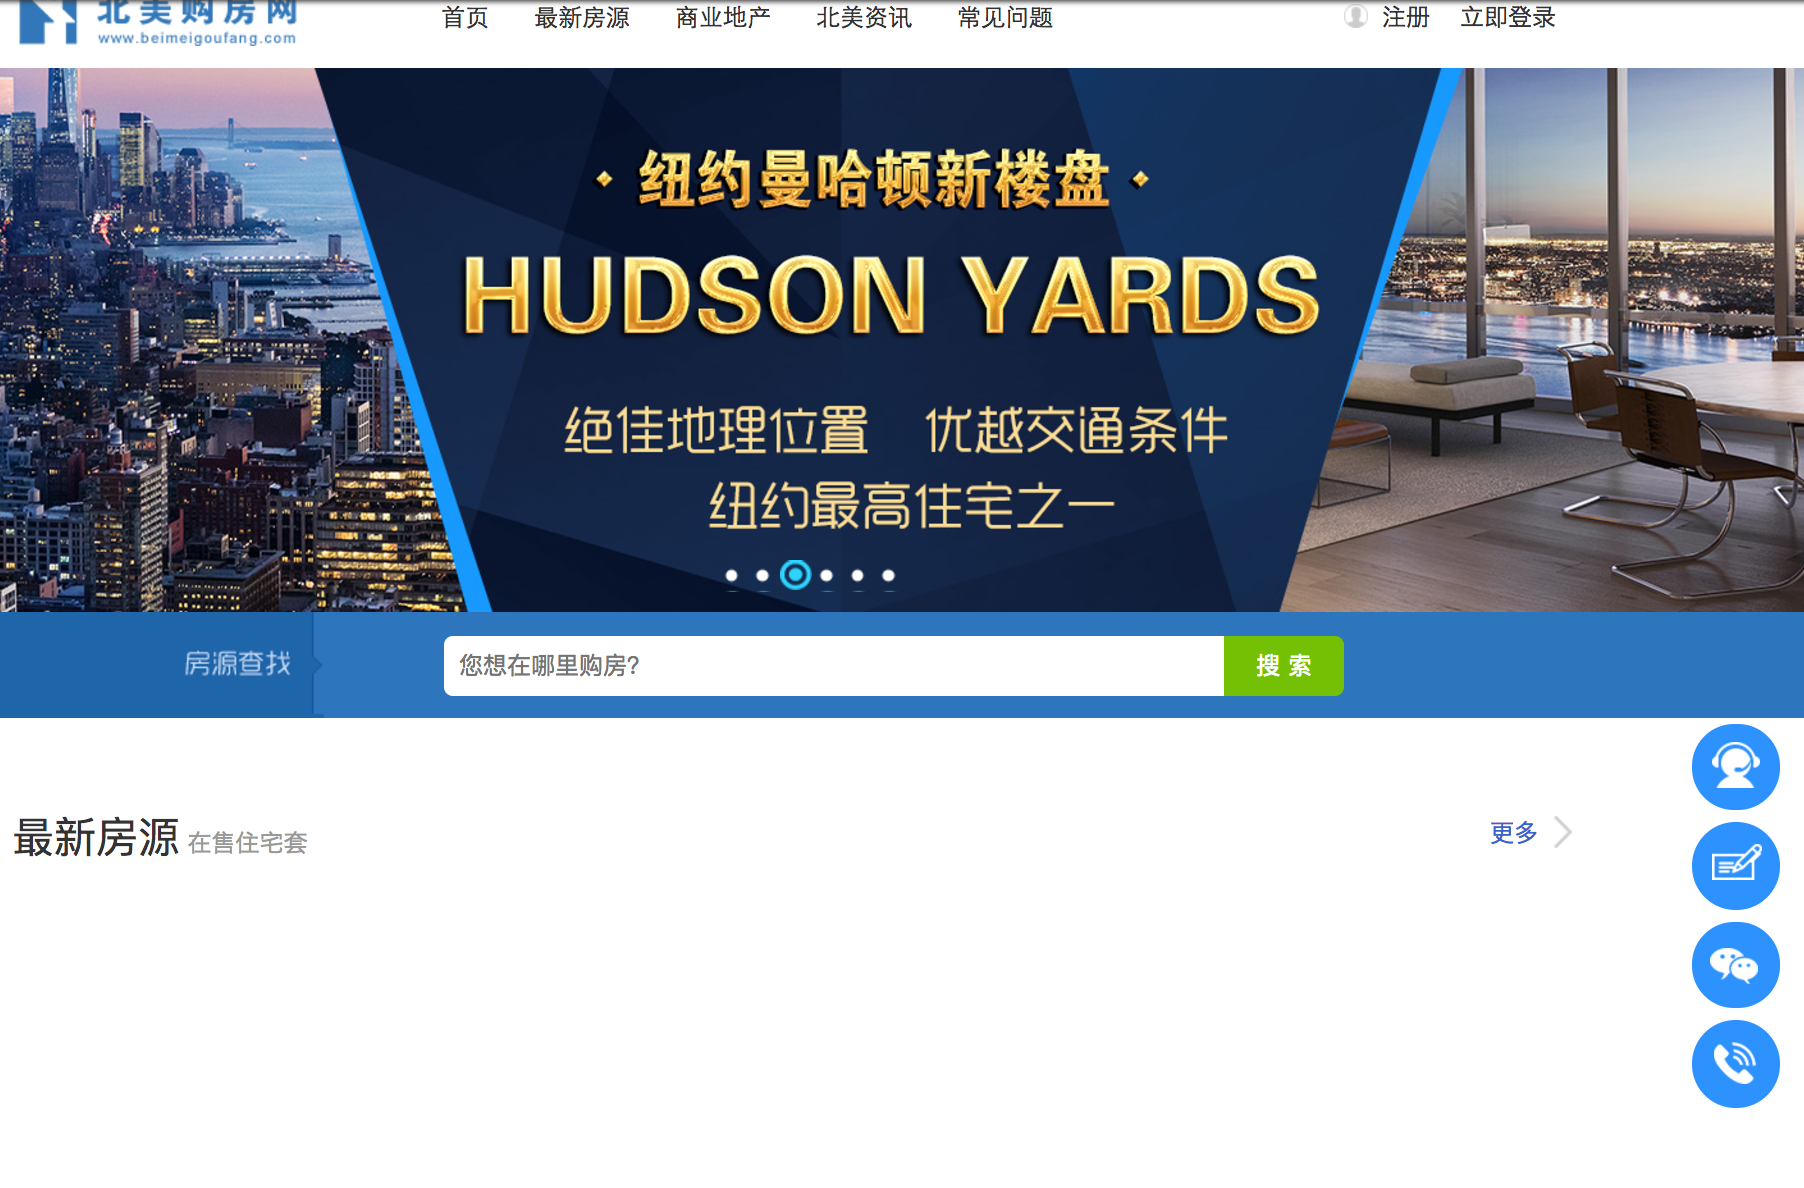 北美购房网
www.beimeigoufang.com
首页 最新房源 商业地产 北美资讯 常见问题 注册 立即登录
纽约曼哈顿新楼盘
HUDSON YARDS
绝佳地理位置 优越交通条件
纽约最高住宅之一
房源查找 您想在哪里购房? 搜 索
最新房源 在售住宅套 更多